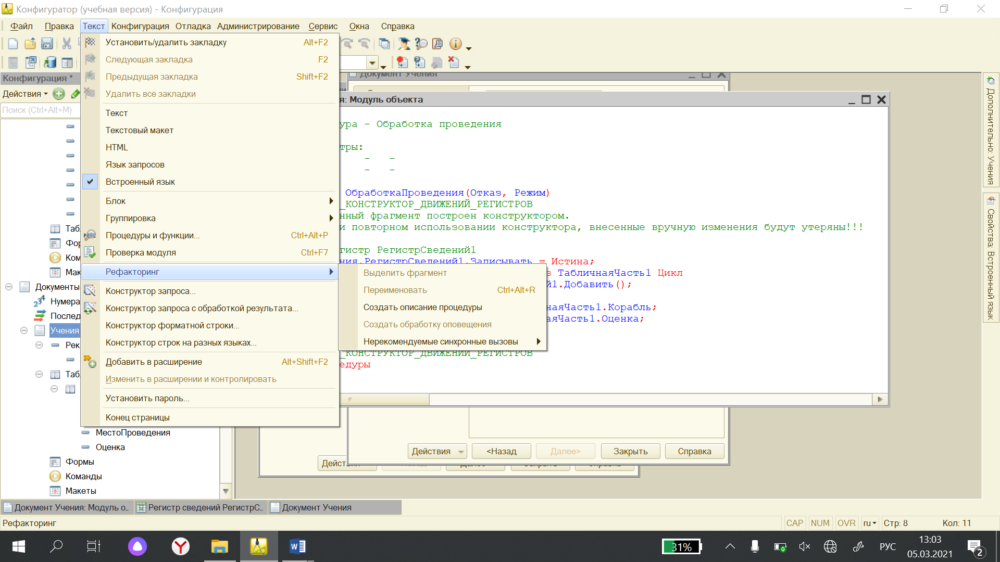 Конфигуратор (учебная версия) - Конфигурация
Файл Правка Текст Конфигурация Отладка Администрирование Сервис Окна Справка
Конфигурация *
Действия
Поиск (Ctrl+Alt+M)
Установить/удалить закладку Alt+F2
Следующая закладка F2
Предыдущая закладка Shift+F2
Удалить все закладки
Текст
Текстовый макет
HTML
Язык запросов
Встроенный язык
Блок
Группировка
Процедуры и функции... Ctrl+Alt+P
Проверка модуля Ctrl+F7
Рефакторинг
Конструктор запроса...
Конструктор запроса с обработкой результата...
Конструктор форматной строки...
Конструктор строк на разных языках...
Добавить в расширение Alt+Shift+F2
Изменить в расширении и контролировать
Установить пароль...
Конец страницы
Выделить фрагмент
Переименовать Ctrl+Alt+R
Создать описание процедуры
Создать обработку оповещения
Нерекомендуемые синхронные вызовы
Таб
Фор
Ком
Мак
Документы
Нумера
Послед
Учения
Рек
Таб
МестоПроведения
Оценка
Формы
Команды
Макеты
Документ Учения
я: Модуль объекта
ура - Обработка проведения
тры:
- -
- -
ОбработкаПроведения(Отказ, Режим)
_КОНСТРУКТОР_ДВИЖЕНИЙ_РЕГИСТРОВ
нный фрагмент построен конструктором.
и повторном использовании конструктора, внесенные вручную изменения будут утеряны!!!
гистр РегистрСведений1
ния.РегистрСведений1.Записывать = Истина;
з ТабличнаяЧасть1 Цикл
й1.Добавить();
наяЧасть1.Корабль;
аяЧасть1.Оценка;
_КОНСТРУКТОР_ДВИЖЕНИЙ_РЕГИСТРОВ
едуры
Действия <Назад Далее> Закрыть Справка
Дейст
Дополнительно: Учения
Свойства: Встроенный язык
Документ Учения: Модуль о... Регистр сведений РегистрС... Документ Учения
Рефакторинг CAP NUM OVR ru Стр: 8 Кол: 11
31% РУС 13:03
05.03.2021
2